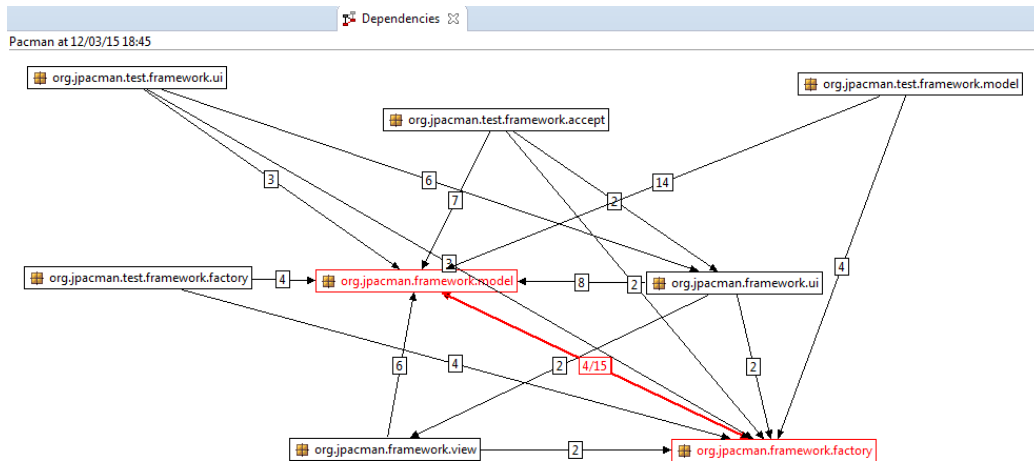 Dependencies
Pacman at 12/03/15 18:45
org.jpacman.test.framework.ui
org.jpacman.test.framework.model
org.jpacman.test.framework.accept
3
6
7
2
14
4
org.jpacman.test.framework.factory
4
org.jpacman.framework.model
8
2
org.jpacman.framework.ui
6
4
2
4/15
2
org.jpacman.framework.view
2
org.jpacman.framework.factory